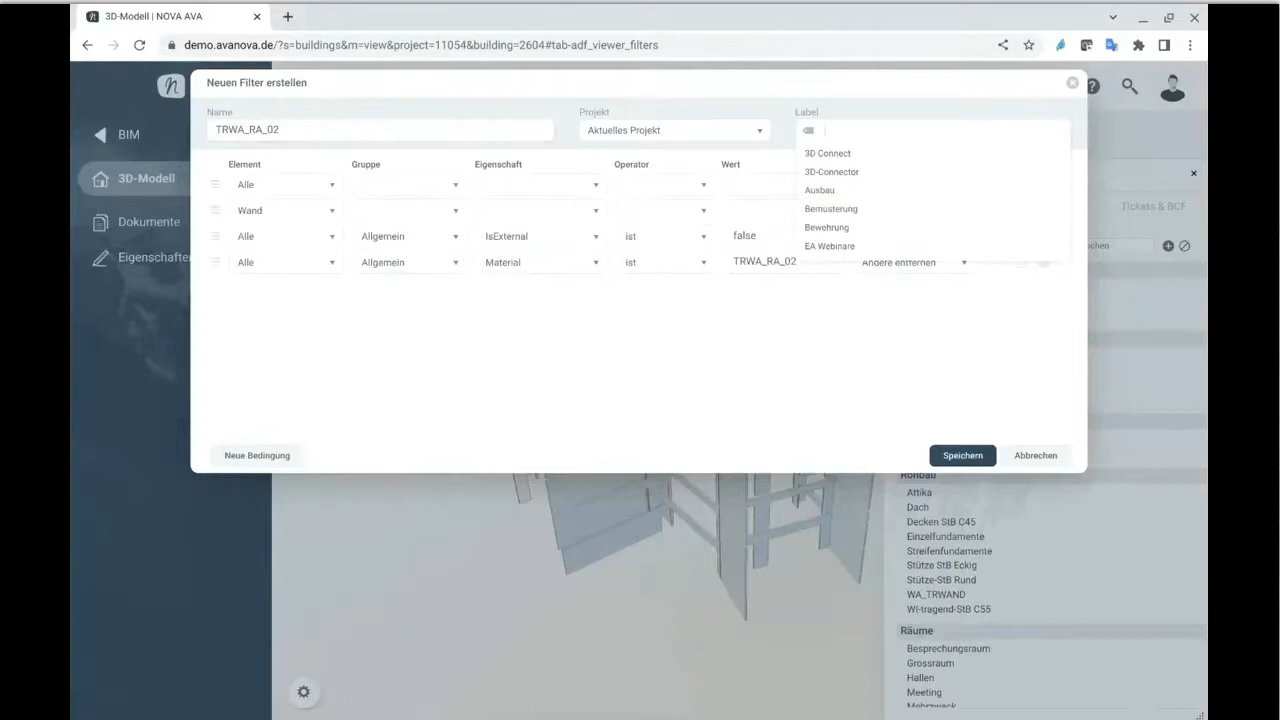 3D-Modell | NOVA AVA
demo.avanova.de/?s=buildings&m=view&project=11054&building=2604#tab-adf_viewer_filters
n
BIM
3D-Modell
Dokumente
Eigenschafte
Neuen Filter erstellen
Name
Projekt
Label
TRWA_RA_02
Aktuelles Projekt
3D Connect
3D-Connector
Ausbau
Bemusterung
Bewehrung
EA Webinare
Element Gruppe Eigenschaft Operator Wert
Alle
Wand
Alle Allgemein IsExternal ist false
Alle Allgemein Material ist TRWA_RA_02 Andere entfernen
Neue Bedingung
Speichern
Abbrechen
Tickets & BCF
chen
Rohbau
Attika
Dach
Decken StB C45
Einzelfundamente
Streifenfundamente
Stütze StB Eckig
Stütze-StB Rund
WA_TRWAND
WI-tragend-StB C55
Räume
Besprechungsraum
Grossraum
Hallen
Meeting
Mehrzweck